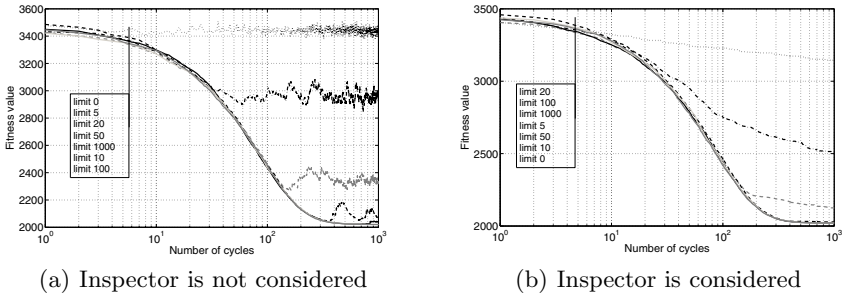 3600
3400
3200
3000
2800
2600
2400
2200
2000
Fitness value
limit 0
limit 5
limit 20
limit 50
limit 1000
limit 10
limit 100
10^0
10^1
10^2
10^3
Number of cycles
(a) Inspector is not considered
3500
3000
2500
2000
Fitness value
limit 20
limit 100
limit 1000
limit 5
limit 50
limit 10
limit 0
10^0
10^1
10^2
10^3
Number of cycles
(b) Inspector is considered